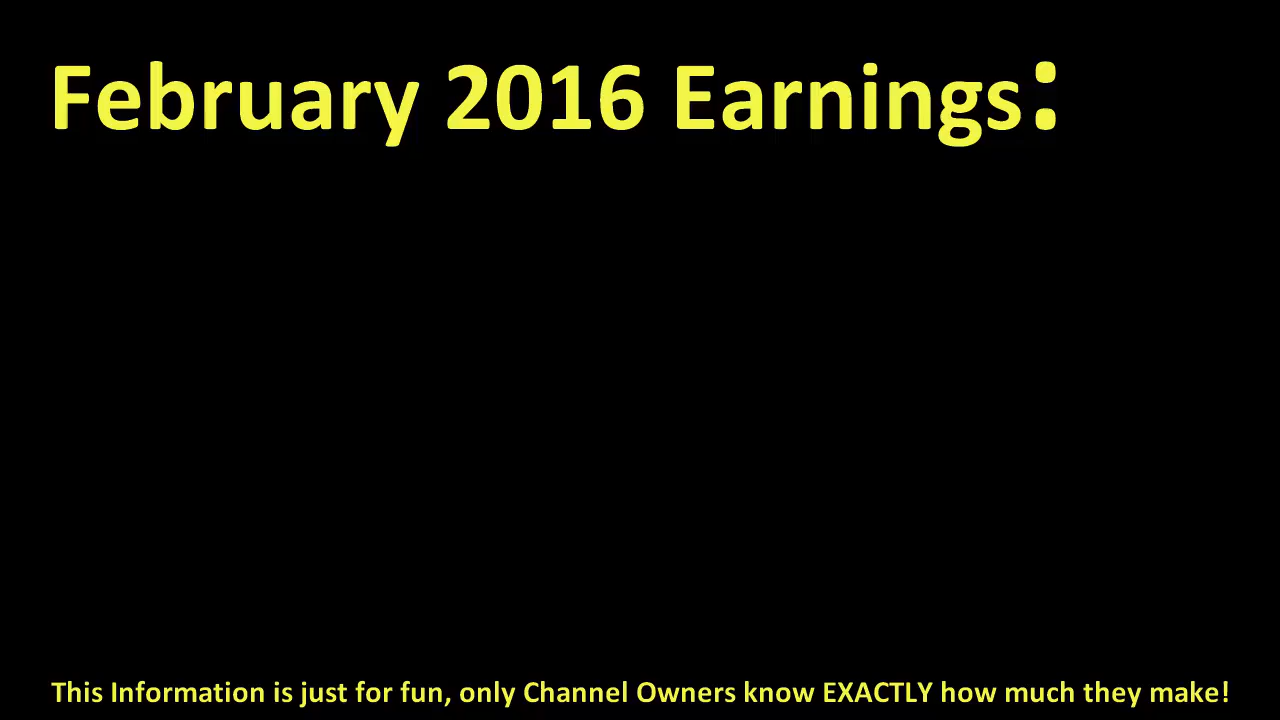 February 2016 Earnings:
This Information is just for fun, only Channel Owners know EXACTLY how much they make!